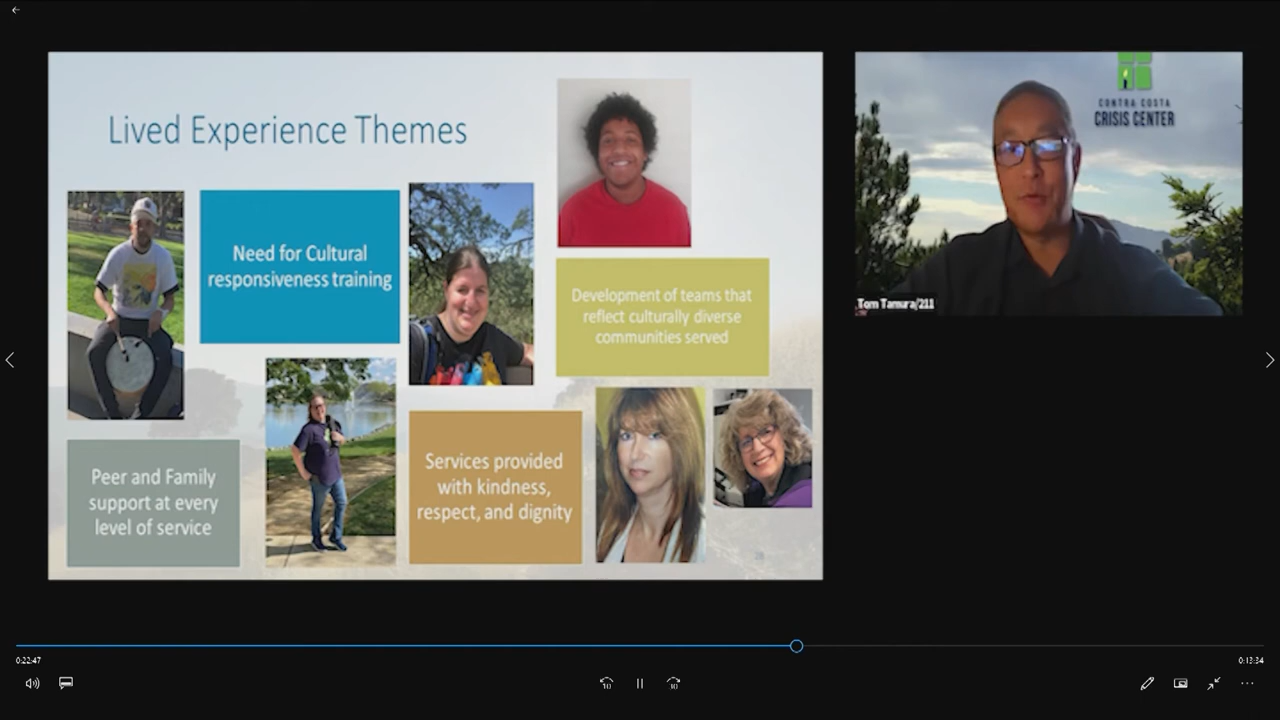 Lived Experience Themes
Need for Cultural
responsiveness training
Development of teams that
reflect culturally diverse
communities served
Peer and Family
support at every
level of service
Services provided
with kindness,
respect, and dignity
CONTRA COSTA
CRISIS CENTER
Tom Tamura/211
0:22:47
0:13:34
10
30